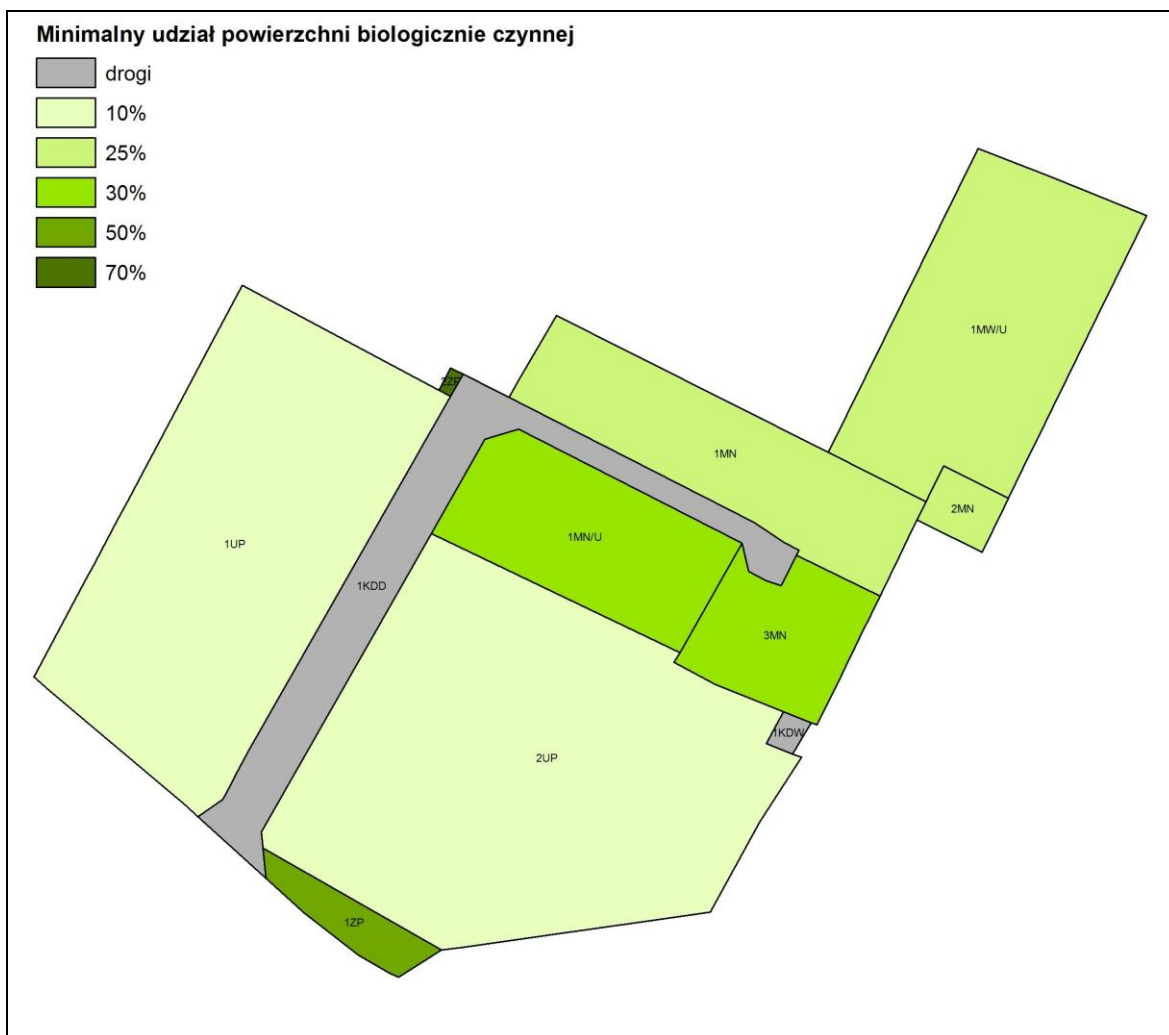 Minimalny udział powierzchni biologicznie czynnej
drogi
10%
25%
30%
50%
70%
1MW/U
2ZP
1MN
2MN
1UP
1MN/U
1KDD
3MN
1KDW
2UP
1ZP